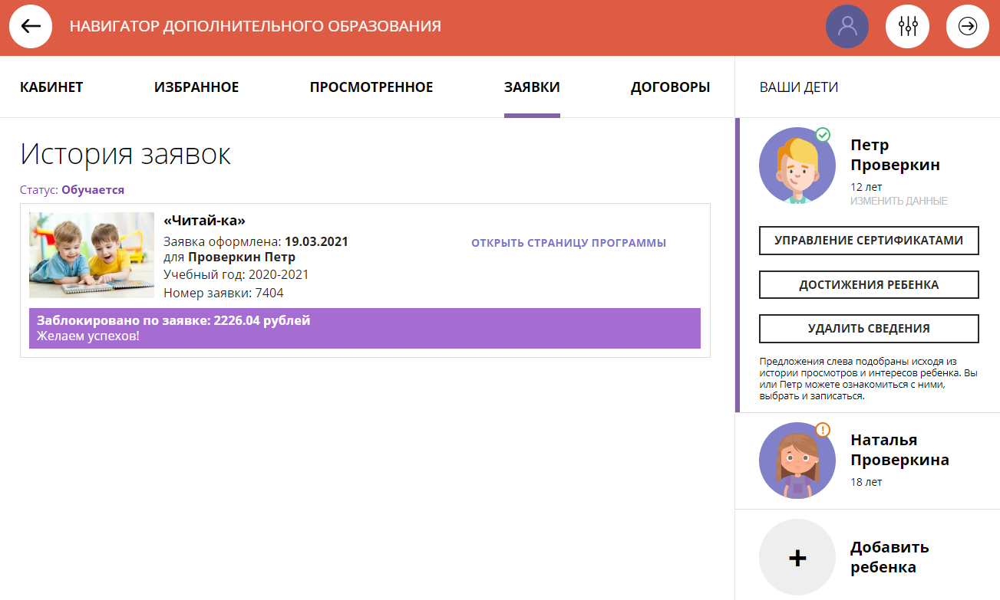 НАВИГАТОР ДОПОЛНИТЕЛЬНОГО ОБРАЗОВАНИЯ
КАБИНЕТ ИЗБРАННОЕ ПРОСМОТРЕННОЕ ЗАЯВКИ ДОГОВОРЫ
История заявок
Статус: Обучается
«Читай-ка»
Заявка оформлена: 19.03.2021
для Проверкин Петр
Учебный год: 2020-2021
Номер заявки: 7404
ОТКРЫТЬ СТРАНИЦУ ПРОГРАММЫ
Заблокировано по заявке: 2226.04 рублей
Желаем успехов!
ВАШИ ДЕТИ
Петр
Проверкин
12 лет
ИЗМЕНИТЬ ДАННЫЕ
УПРАВЛЕНИЕ СЕРТИФИКАТАМИ
ДОСТИЖЕНИЯ РЕБЕНКА
УДАЛИТЬ СВЕДЕНИЯ
Предложения слева подобраны исходя из
истории просмотров и интересов ребенка. Вы
или Петр можете ознакомиться с ними,
выбрать и записаться.
Наталья
Проверкина
18 лет
Добавить
ребенка